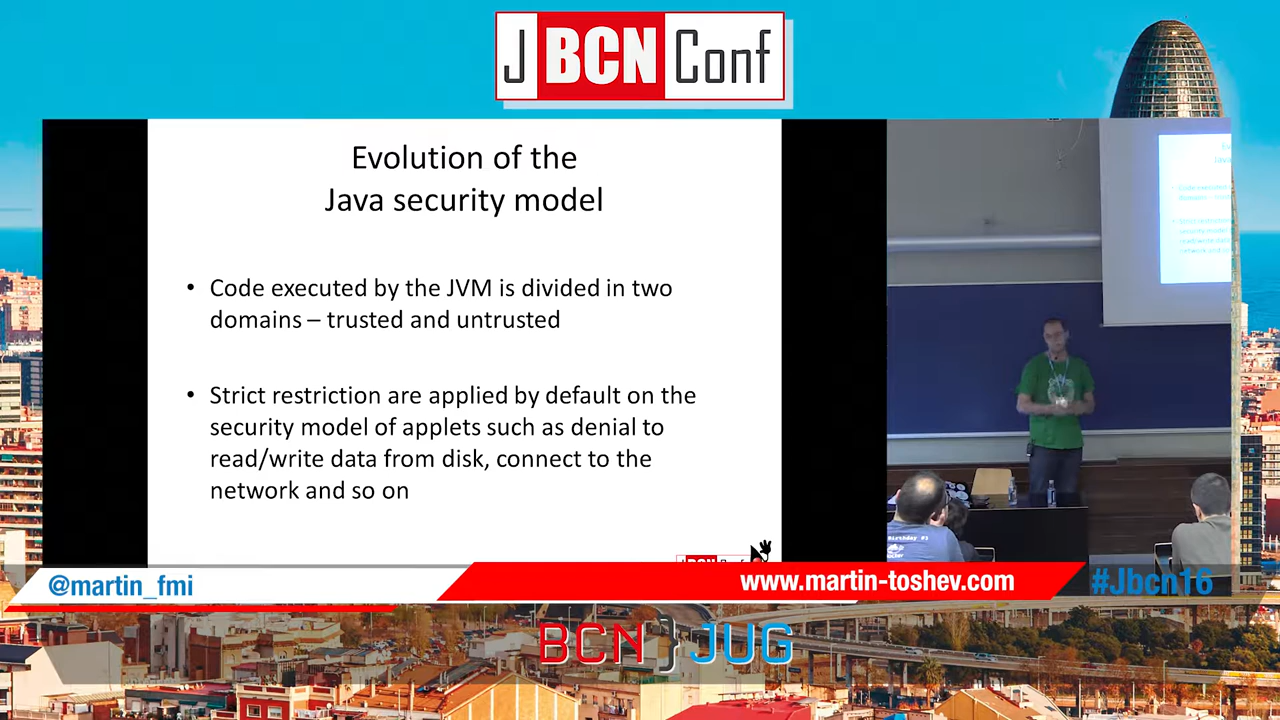 J BCN Conf
Evolution of the
Java security model
• Code executed by the JVM is divided in two
domains – trusted and untrusted
• Strict restriction are applied by default on the
security model of applets such as denial to
read/write data from disk, connect to the
network and so on
@martin_fmi
www.martin-toshev.com
#Jbcn16
BCN JUG